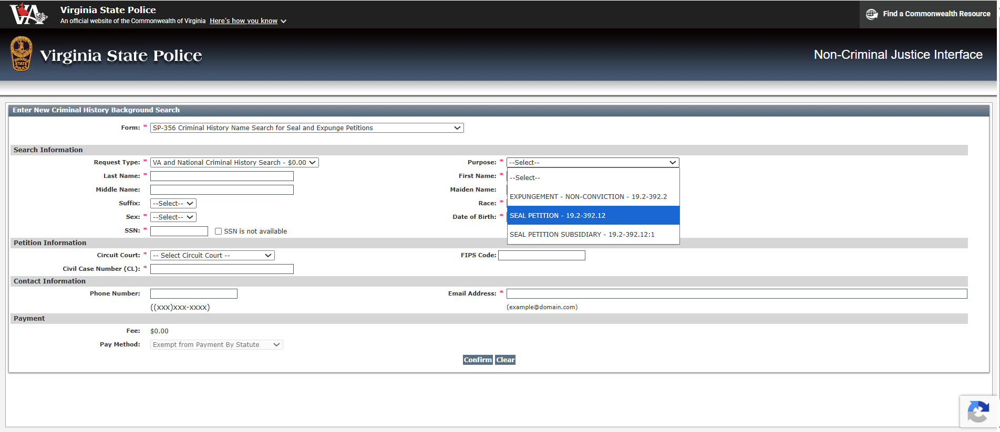 VA
Virginia State Police
An official website of the Commonwealth of Virginia Here's how you know
Find a Commonwealth Resource
VIRGINIA STATE POLICE
Virginia State Police
Non-Criminal Justice Interface
Enter New Criminal History Background Search
Form: * SP-356 Criminal History Name Search for Seal and Expunge Petitions
Search Information
Request Type: * VA and National Criminal History Search - $0.00 Purpose: * --Select--
Last Name: * First Name: * --Select--
Middle Name: Maiden Name: EXPUNGEMENT - NON-CONVICTION - 19.2-392.2
Suffix: --Select-- Race: *
Sex: * --Select-- Date of Birth: * SEAL PETITION - 19.2-392.12
SSN: * SSN is not available SEAL PETITION SUBSIDIARY - 19.2-392.12:1
Petition Information
Circuit Court: * -- Select Circuit Court -- FIPS Code:
Civil Case Number (CL): *
Contact Information
Phone Number: Email Address: *
((xxx)xxx-xxxx) (example@domain.com)
Payment
Fee: $0.00
Pay Method: Exempt from Payment By Statute
Confirm Clear